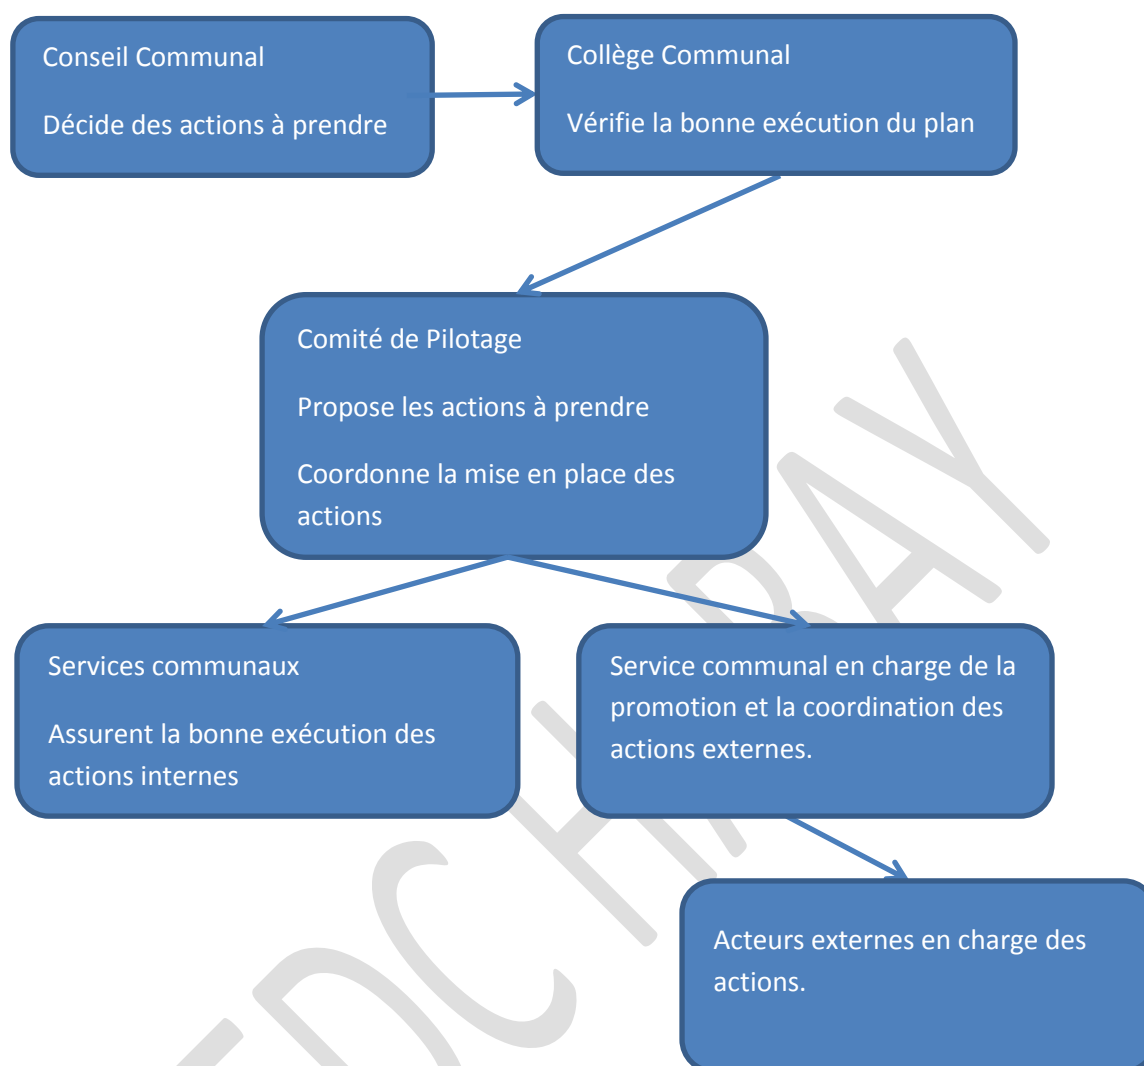 Conseil Communal
Décide des actions à prendre
Collège Communal
Vérifie la bonne exécution du plan
Comité de Pilotage
Propose les actions à prendre
Coordonne la mise en place des
actions
Services communaux
Assurent la bonne exécution des
actions internes
Service communal en charge de la
promotion et la coordination des
actions externes.
Acteurs externes en charge des
actions.